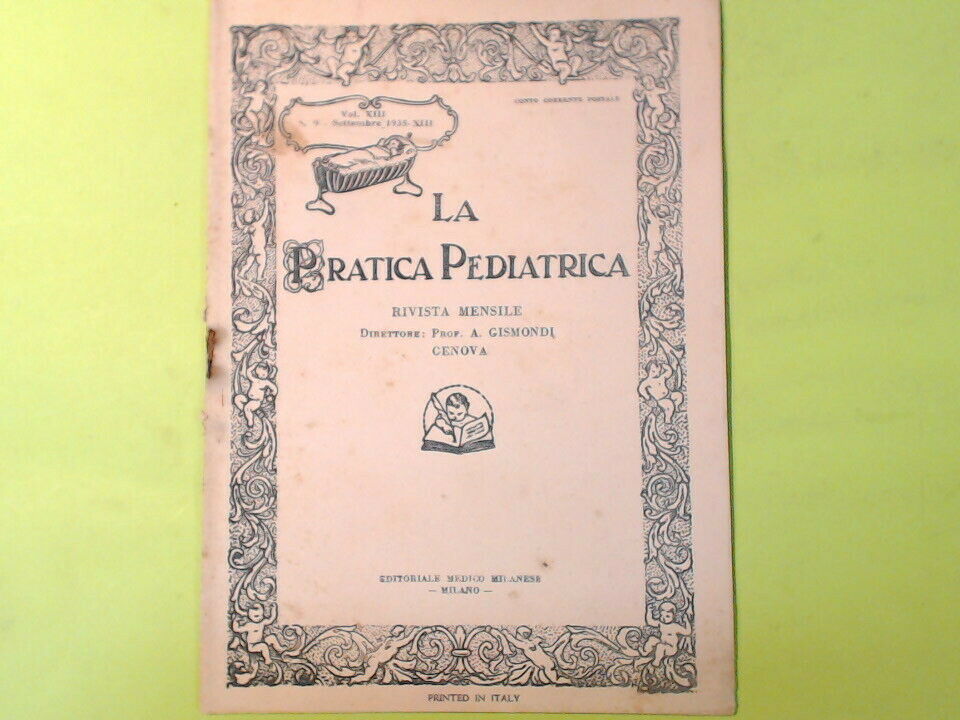 Vol. XIII
N. 9 - Settembre 1935-XIII
CONTO CORRENTE POSTALE
LA
PRATICA PEDIATRICA
RIVISTA MENSILE
DIRETTORE: PROF. A. GISMONDI
GENOVA
EDITORIALE MEDICO MILANESE
— MILANO —
PRINTED IN ITALY